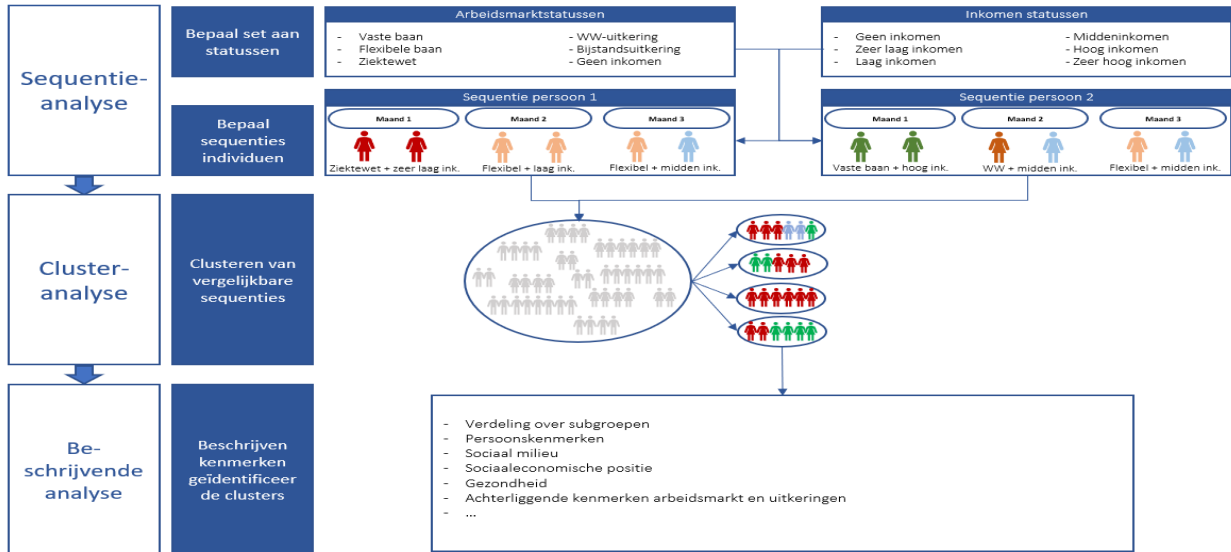 Sequentie-
analyse
Bepaal set aan
statussen
Arbeidsmarktstatussen
- Vaste baan
- Flexibele baan
- Ziektewet
- WW-uitkering
- Bijstandsuitkering
- Geen inkomen
Inkomen statussen
- Geen inkomen
- Zeer laag inkomen
- Laag inkomen
- Middeninkomen
- Hoog inkomen
- Zeer hoog inkomen
Bepaal
sequenties
individuen
Sequentie persoon 1
Maand 1
Maand 2
Maand 3
Ziektewet + zeer laag ink.
Flexibel + laag ink.
Flexibel + midden ink.
Sequentie persoon 2
Maand 1
Maand 2
Maand 3
Vaste baan + hoog ink.
WW + midden ink.
Flexibel + midden ink.
Cluster-
analyse
Clusteren van
vergelijkbare
sequenties
Be-
schrijvende
analyse
Beschrijven
kenmerken
geïdentificeer
de clusters
- Verdeling over subgroepen
- Persoonskenmerken
- Sociaal milieu
- Sociaaleconomische positie
- Gezondheid
- Achterliggende kenmerken arbeidsmarkt en uitkeringen
- ...